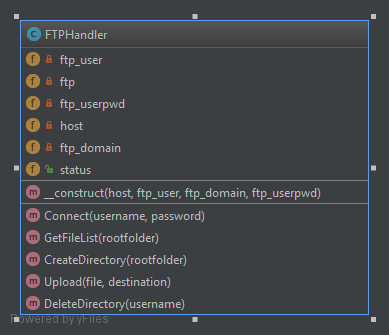 FTPHandler
ftp_user
ftp
ftp_userpwd
host
ftp_domain
status
__construct(host, ftp_user, ftp_domain, ftp_userpwd)
Connect(username, password)
GetFileList(rootfolder)
CreateDirectory(rootfolder)
Upload(file, destination)
DeleteDirectory(username)
Powered by yFiles